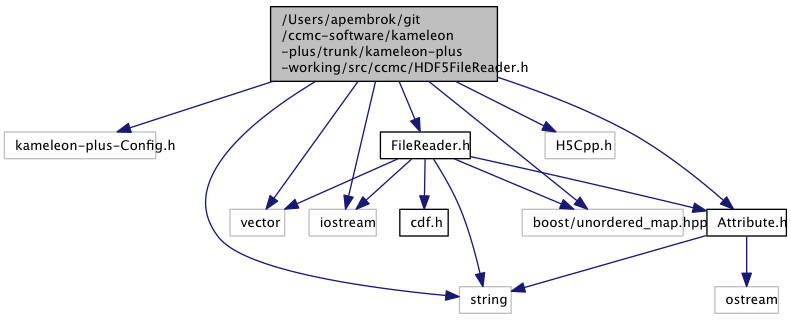 /Users/apembrok/git
/ccmc-software/kameleon
-plus/trunk/kameleon-plus
-working/src/ccmc/HDF5FileReader.h
kameleon-plus-Config.h
FileReader.h
H5Cpp.h
vector
iostream
cdf.h
boost/unordered_map.hpp
Attribute.h
string
ostream